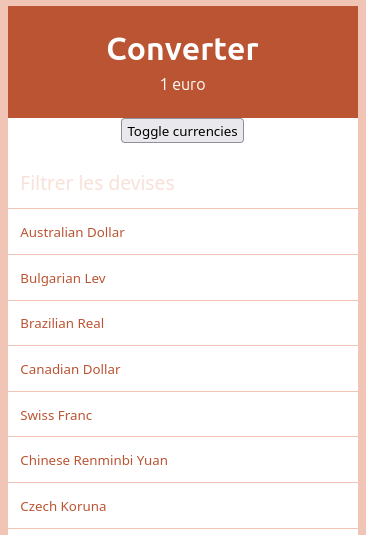 Converter
1 euro
Toggle currencies
Filtrer les devises
Australian Dollar
Bulgarian Lev
Brazilian Real
Canadian Dollar
Swiss Franc
Chinese Renminbi Yuan
Czech Koruna